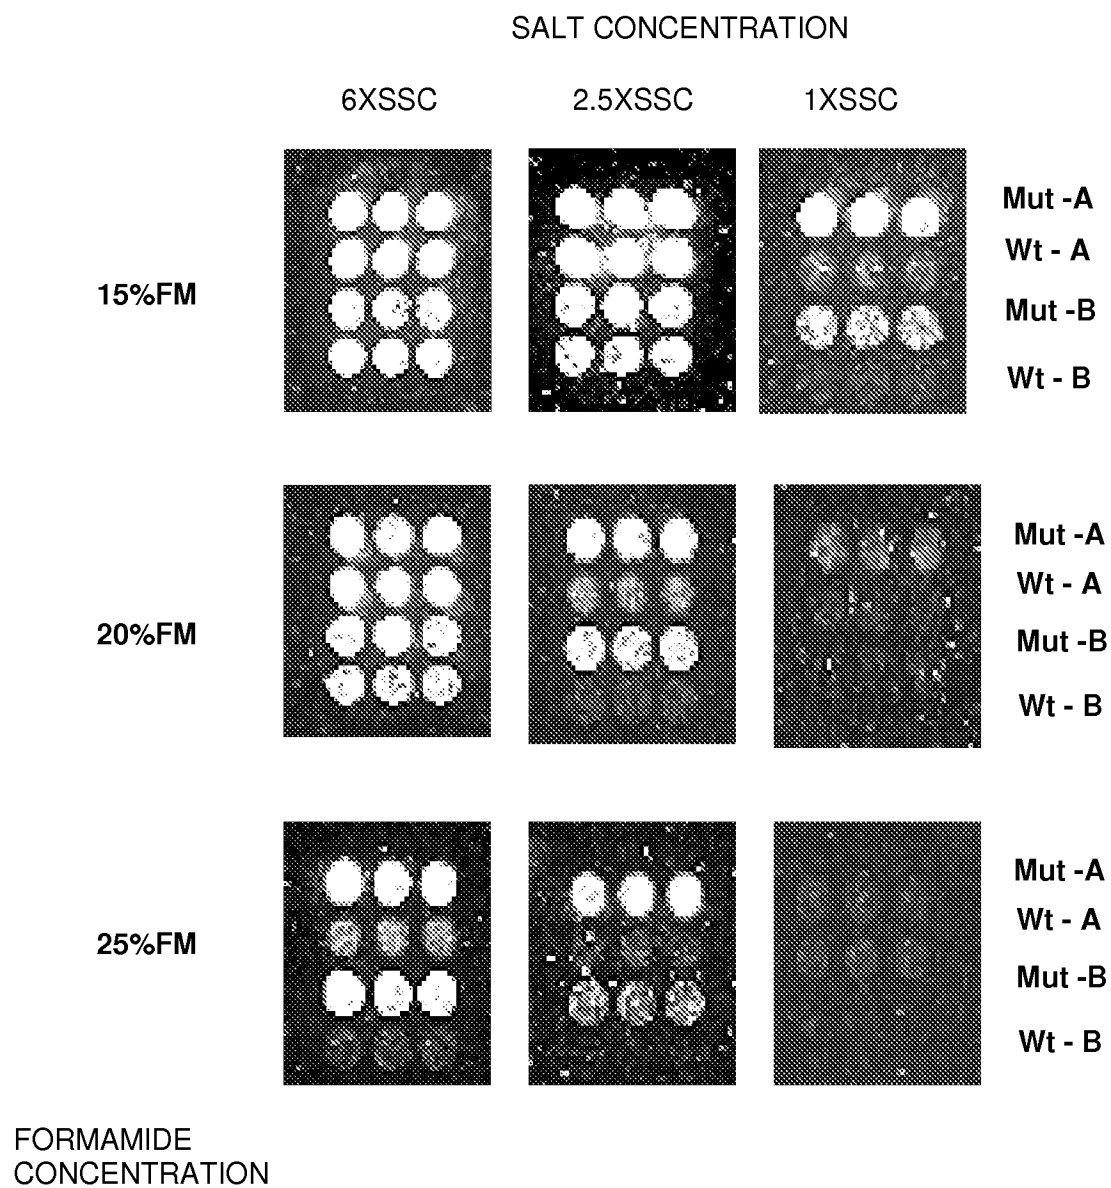 SALT CONCENTRATION
6XSSC 2.5XSSC 1XSSC
Mut -A
Wt - A
15%FM
Mut -B
Wt - B
Mut -A
Wt - A
20%FM
Mut -B
Wt - B
Mut -A
Wt - A
25%FM
Mut -B
Wt - B
FORMAMIDE
CONCENTRATION